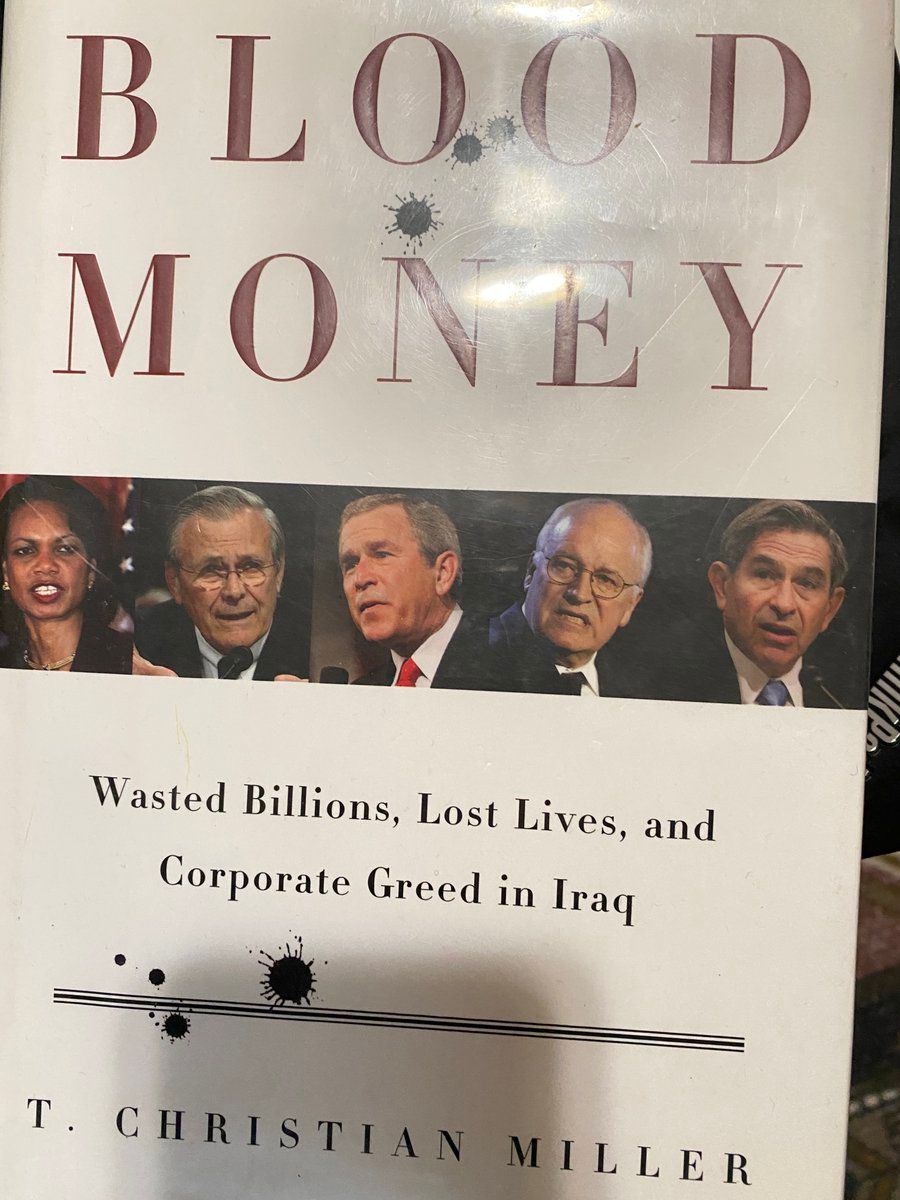 BLOOD
MONEY
Wasted Billions, Lost Lives, and
Corporate Greed in Iraq
T. CHRISTIAN MILLER